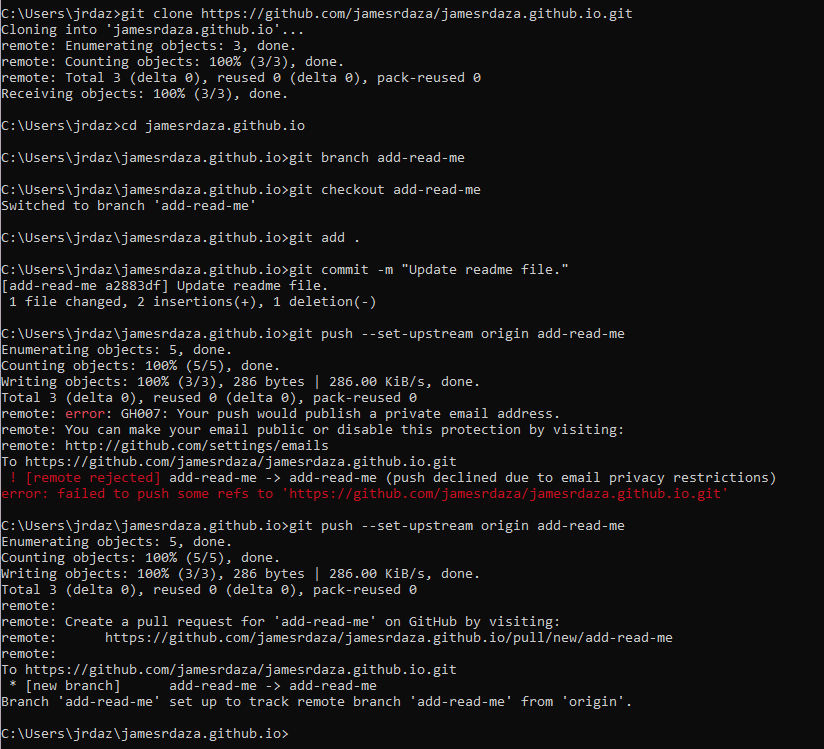 C:\Users\jrdaz>git clone https://github.com/jamesrdaza/jamesrdaza.github.io.git
Cloning into 'jamesrdaza.github.io'...
remote: Enumerating objects: 3, done.
remote: Counting objects: 100% (3/3), done.
remote: Total 3 (delta 0), reused 0 (delta 0), pack-reused 0
Receiving objects: 100% (3/3), done.
C:\Users\jrdaz>cd jamesrdaza.github.io
C:\Users\jrdaz\jamesrdaza.github.io>git branch add-read-me
C:\Users\jrdaz\jamesrdaza.github.io>git checkout add-read-me
Switched to branch 'add-read-me'
C:\Users\jrdaz\jamesrdaza.github.io>git add .
C:\Users\jrdaz\jamesrdaza.github.io>git commit -m "Update readme file."
[add-read-me a2883df] Update readme file.
1 file changed, 2 insertions(+), 1 deletion(-)
C:\Users\jrdaz\jamesrdaza.github.io>git push --set-upstream origin add-read-me
Enumerating objects: 5, done.
Counting objects: 100% (5/5), done.
Writing objects: 100% (3/3), 286 bytes | 286.00 KiB/s, done.
Total 3 (delta 0), reused 0 (delta 0), pack-reused 0
remote: error: GH007: Your push would publish a private email address.
remote: You can make your email public or disable this protection by visiting:
remote: http://github.com/settings/emails
To https://github.com/jamesrdaza/jamesrdaza.github.io.git
! [remote rejected] add-read-me -> add-read-me (push declined due to email privacy restrictions)
error: failed to push some refs to 'https://github.com/jamesrdaza/jamesrdaza.github.io.git'
C:\Users\jrdaz\jamesrdaza.github.io>git push --set-upstream origin add-read-me
Enumerating objects: 5, done.
Counting objects: 100% (5/5), done.
Writing objects: 100% (3/3), 286 bytes | 286.00 KiB/s, done.
Total 3 (delta 0), reused 0 (delta 0), pack-reused 0
remote:
remote: Create a pull request for 'add-read-me' on GitHub by visiting:
remote:      https://github.com/jamesrdaza/jamesrdaza.github.io/pull/new/add-read-me
remote:
To https://github.com/jamesrdaza/jamesrdaza.github.io.git
* [new branch]      add-read-me -> add-read-me
Branch 'add-read-me' set up to track remote branch 'add-read-me' from 'origin'.
C:\Users\jrdaz\jamesrdaza.github.io>